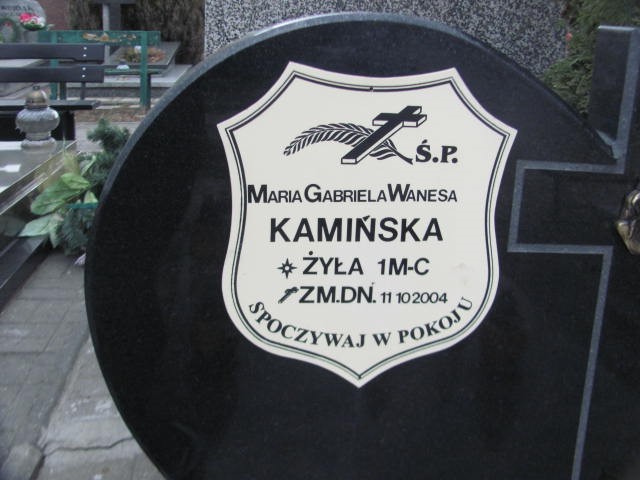 Ś.P.
MARIA GABRIELA WANESA
KAMIŃSKA
ŻYŁA 1M-C
ZM.DN. 11 10 2004
SPOCZYWAJ W POKOJU